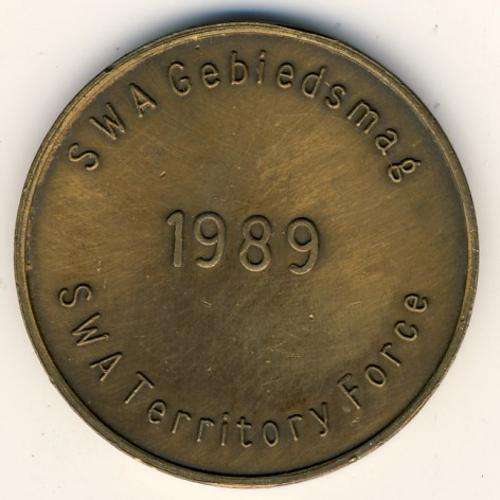 SWA Gebiedsmag
1989
SWA Territory Force